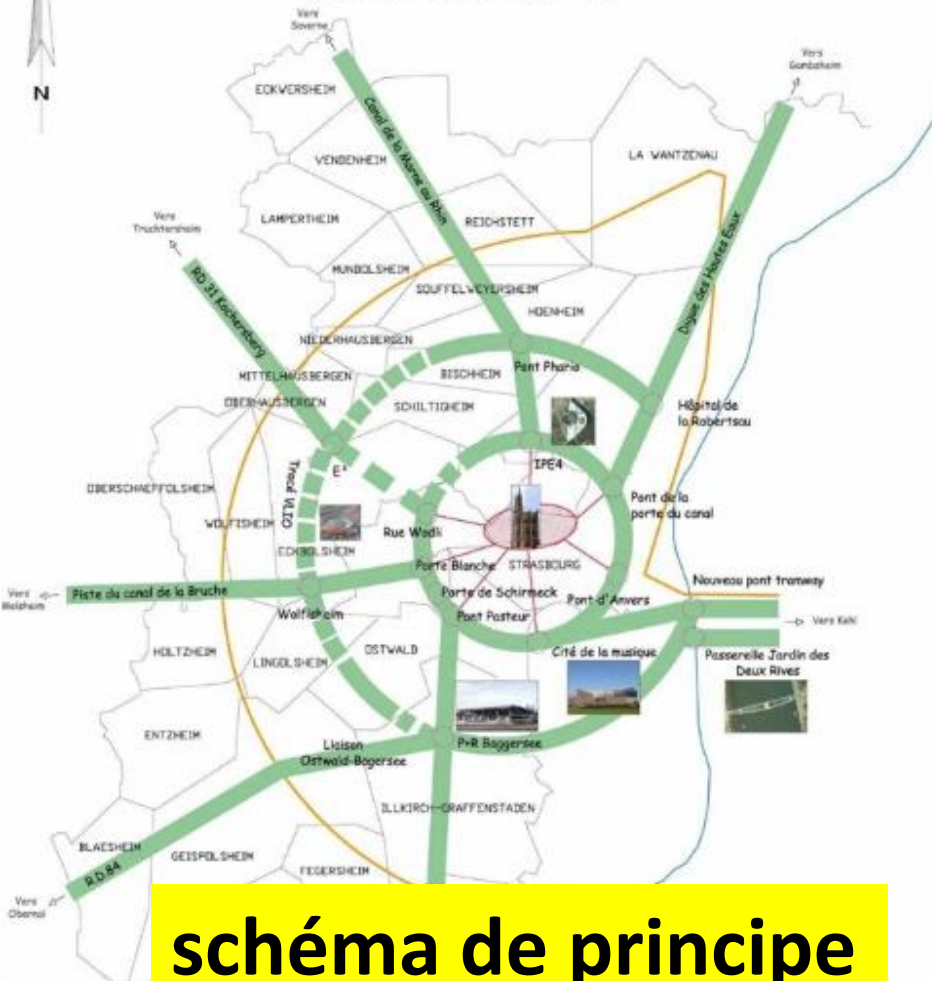 Vers
Saverne
Vers
Gambsheim
N
ECKWERSHEIM
Canal de la Marne au Rhin
VENDENHEIM
LA WANTZENAU
Vers
Truchtersheim
LAMPERTHEIM
REICHSTETT
Digue des Hautes Eaux
RD 31 Kochersberg
MUNDOLSHEIM
SOUFFELWEYERSHEIM
HOENHEIM
NIEDERHAUSBERGEN
Pont Phario
MITTELHAUSBERGEN
BISCHHEIM
OBERHAUSBERGEN
SCHILTIGHEIM
Hôpital de
la Robertsau
IPE4
Tracé VLIO
OBERSCHAEFFOLSHEIM
Pont de la
porte du canal
WOLFISHEIM
Rue Wodli
ECKBOLSHEIM
Porte Blanche
STRASBOURG
Nouveau pont tramway
Vers
Molsheim
Piste du canal de la Bruche
Porte de Schirmeck
Pont d'Anvers
Wolfisheim
Pont Pasteur
Vers Kehl
HOLTZHEIM
OSTWALD
LINGOLSHEIM
Cité de la musique
Passerelle Jardin des
Deux Rives
ENTZHEIM
P+R Baggersee
Liaison
Ostwald-Bagersee
ILLKIRCH-GRAFFENSTADEN
BLAESHEIM
GEISPOLSHEIM
FEGERSHEIM
R.D.84
Vers
Obernai
schéma de principe